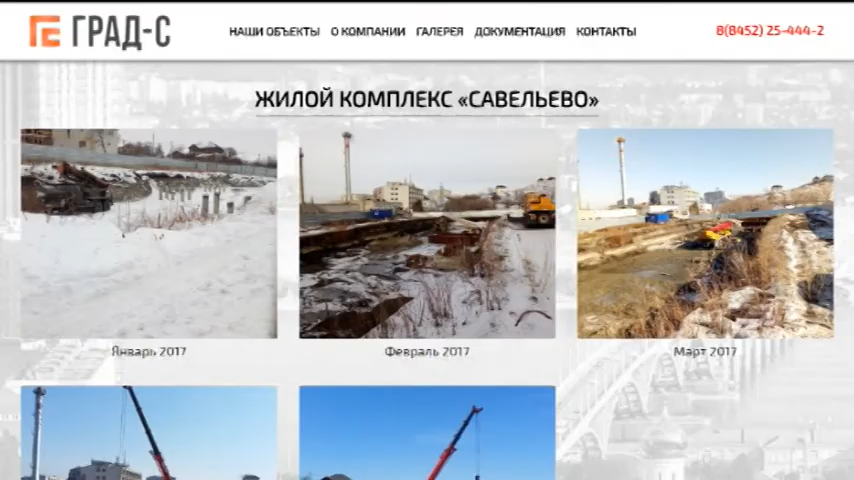 ГРАД-С
НАШИ ОБЪЕКТЫ О КОМПАНИИ ГАЛЕРЕЯ ДОКУМЕНТАЦИЯ КОНТАКТЫ
8(8452) 25-444-2
ЖИЛОЙ КОМПЛЕКС «САВЕЛЬЕВО»
Январь 2017
Февраль 2017
Март 2017